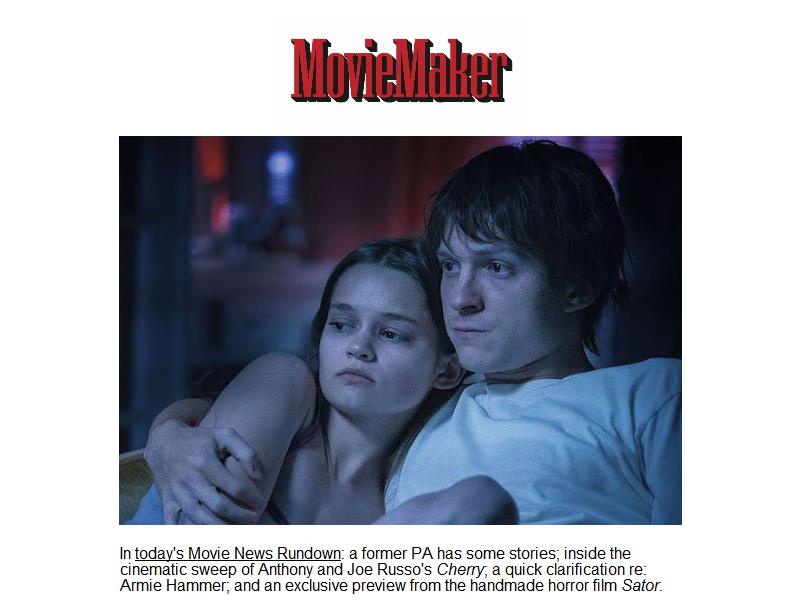 MovieMaker
In today's Movie News Rundown: a former PA has some stories; inside the
cinematic sweep of Anthony and Joe Russo's Cherry; a quick clarification re:
Armie Hammer; and an exclusive preview from the handmade horror film Sator.